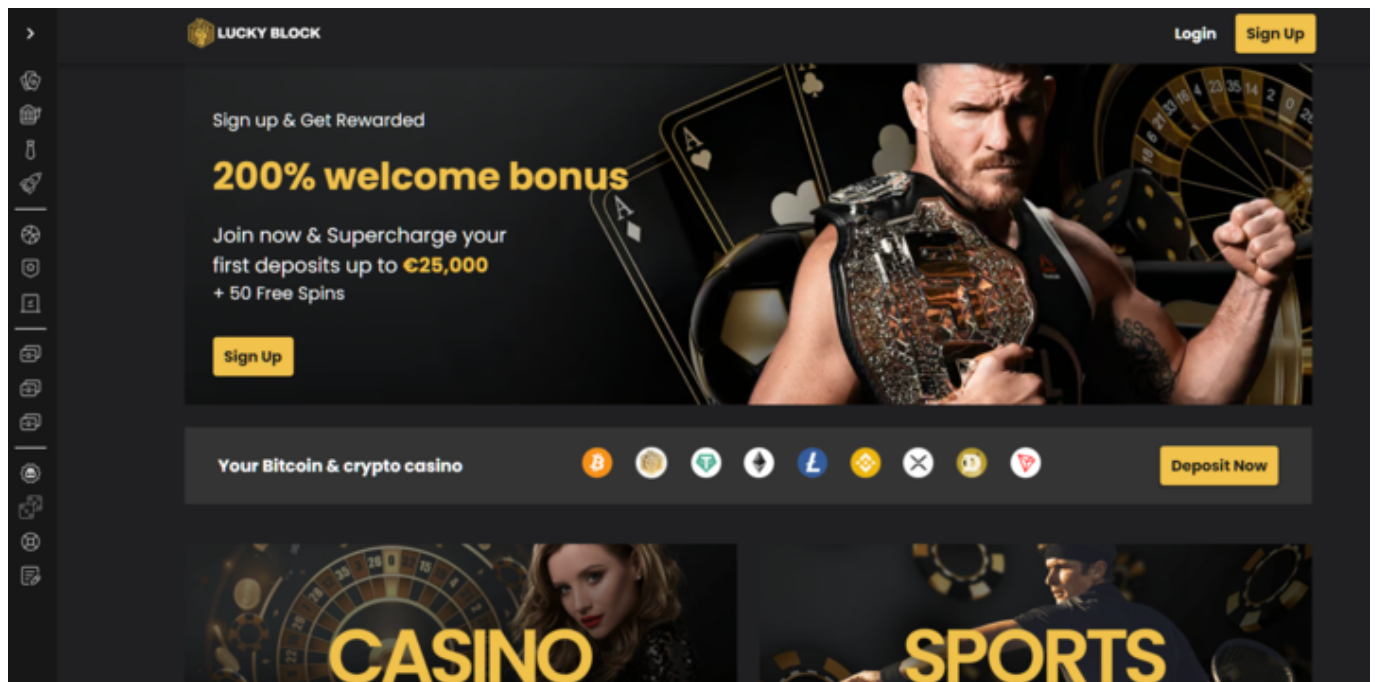 LUCKY BLOCK
Login
Sign Up
Sign up & Get Rewarded
200% welcome bonus
Join now & Supercharge your
first deposits up to €25,000
+ 50 Free Spins
Sign Up
Your Bitcoin & crypto casino
Deposit Now
CASINO
SPORTS